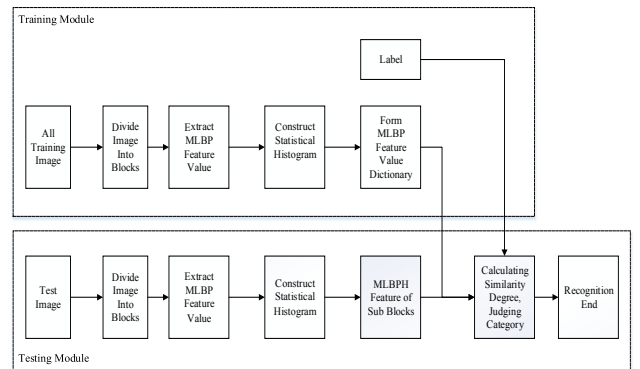 Training Module
Label
All
Training
Image
Divide
Image
Into
Blocks
Extract
MLBP
Feature
Value
Construct
Statistical
Histogram
Form
MLBP
Feature
Value
Dictionary
Test
Image
Divide
Image
Into
Blocks
Extract
MLBP
Feature
Value
Construct
Statistical
Histogram
MLBPH
Feature of
Sub Blocks
Calculating
Similarity
Degree,
Judging
Category
Recognition
End
Testing Module